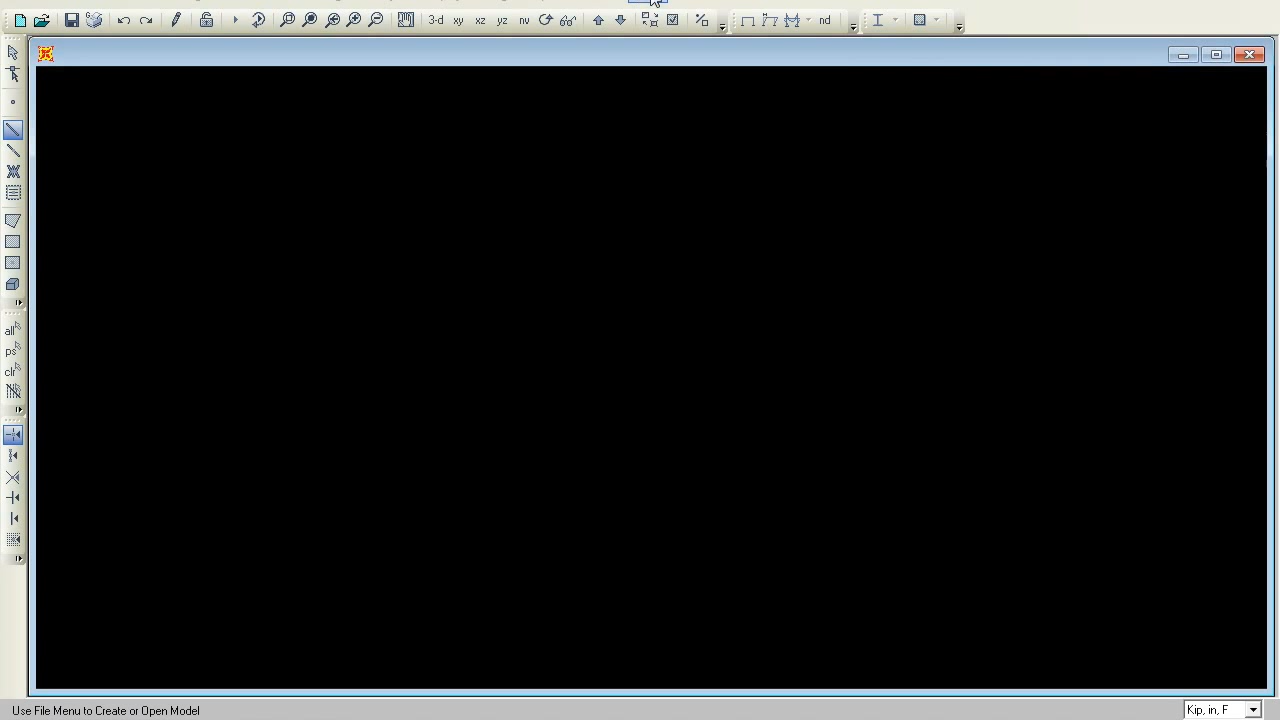 3-d xy xz yz nv nd
all
ps
clr
Use File Menu to Create or Open Model Kip, in, F